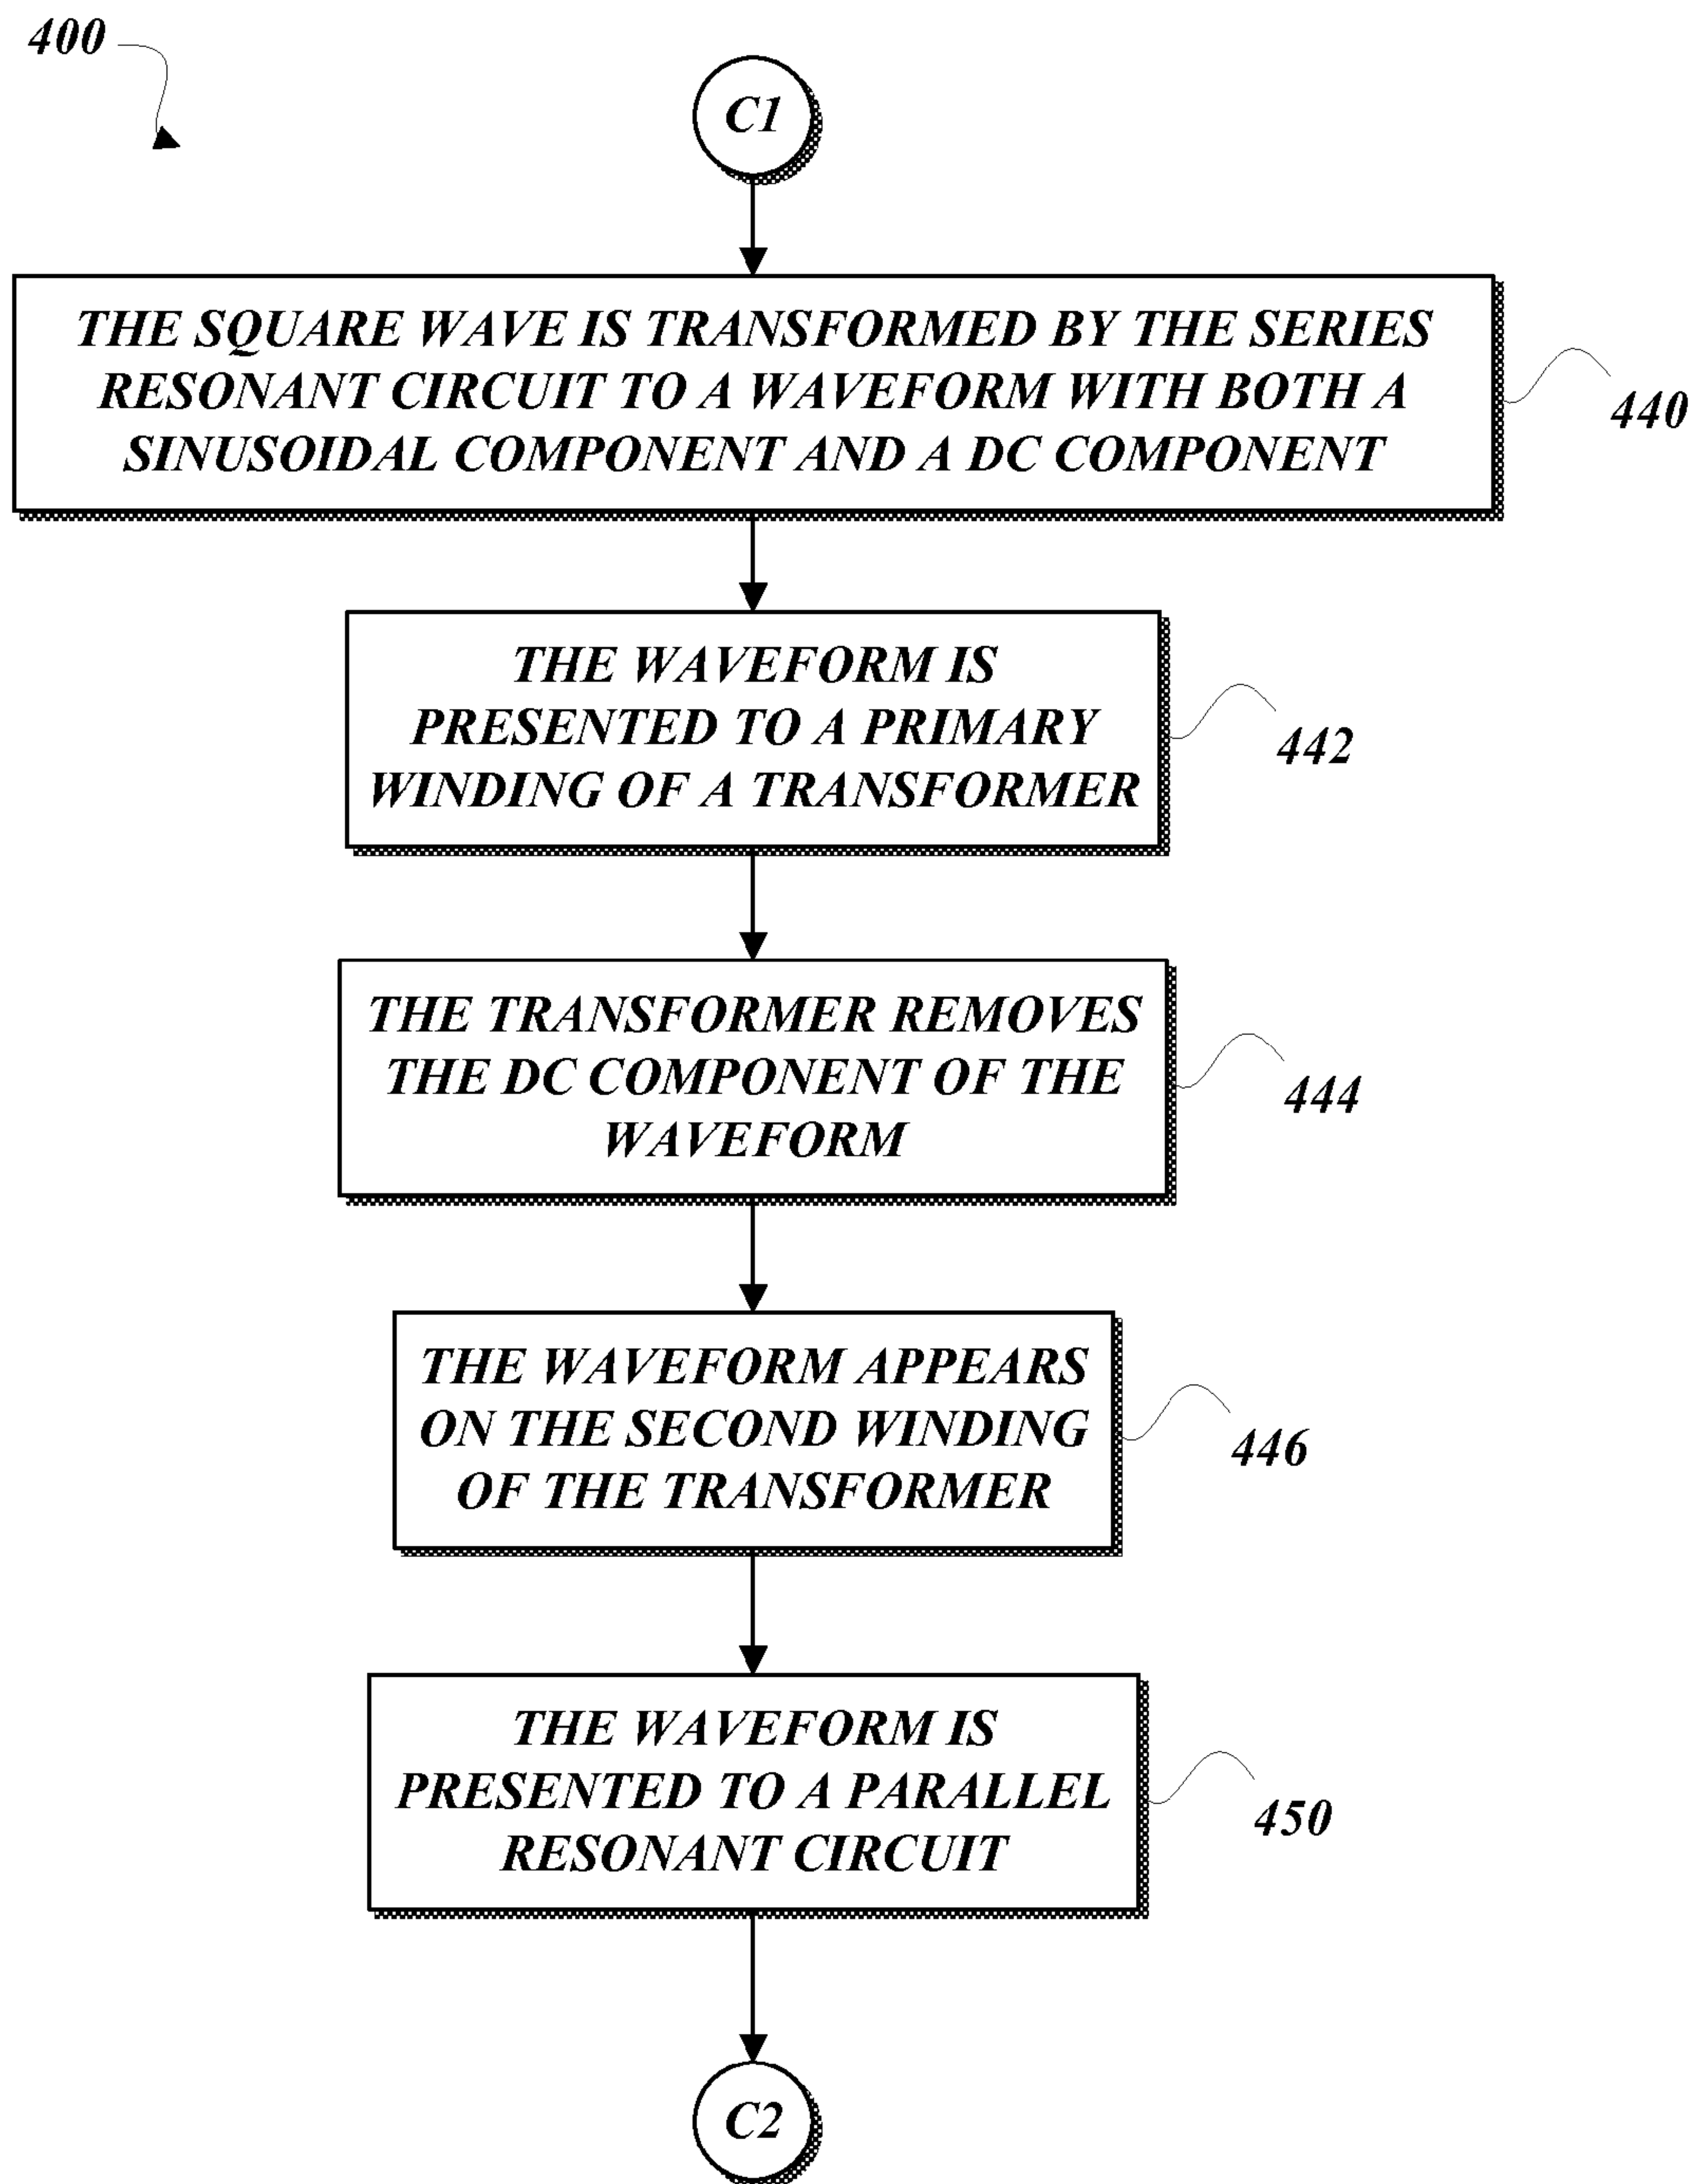 400
C1
THE SQUARE WAVE IS TRANSFORMED BY THE SERIES
RESONANT CIRCUIT TO A WAVEFORM WITH BOTH A
SINUSOIDAL COMPONENT AND A DC COMPONENT
440
THE WAVEFORM IS
PRESENTED TO A PRIMARY
WINDING OF A TRANSFORMER
442
THE TRANSFORMER REMOVES
THE DC COMPONENT OF THE
WAVEFORM
444
THE WAVEFORM APPEARS
ON THE SECOND WINDING
OF THE TRANSFORMER
446
THE WAVEFORM IS
PRESENTED TO A PARALLEL
RESONANT CIRCUIT
450
C2